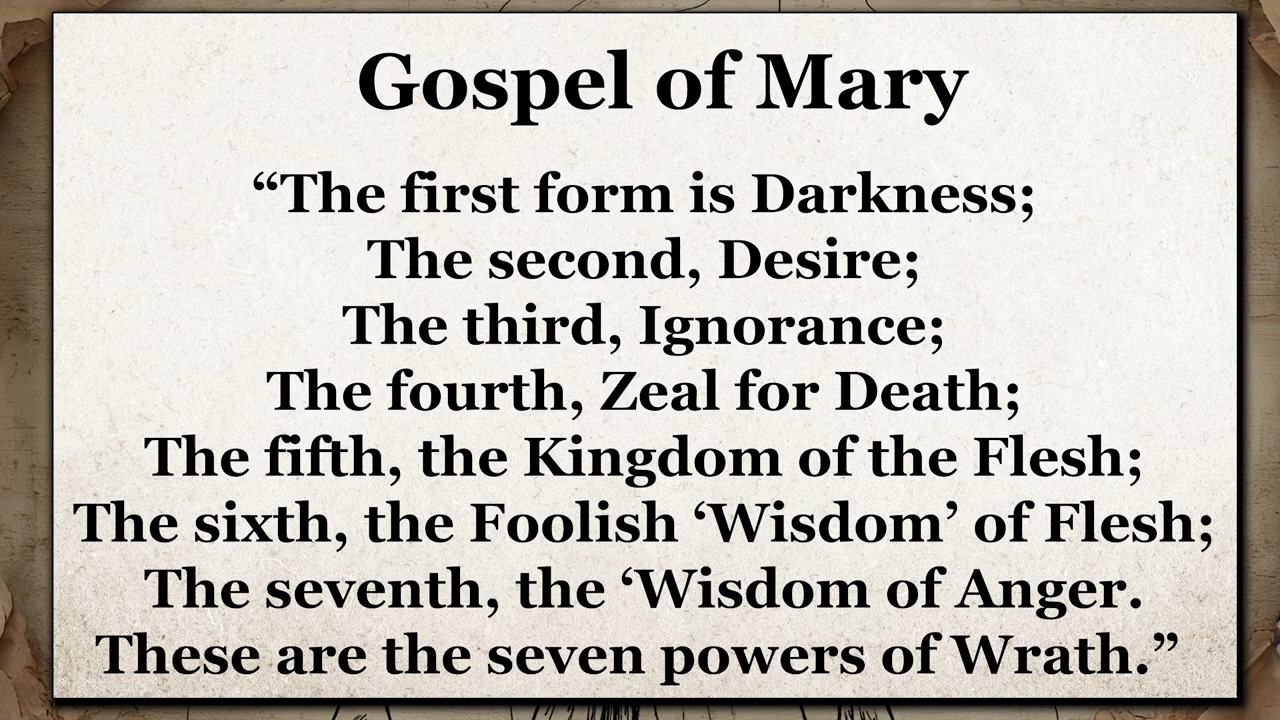 Gospel of Mary
“The first form is Darkness;
The second, Desire;
The third, Ignorance;
The fourth, Zeal for Death;
The fifth, the Kingdom of the Flesh;
The sixth, the Foolish ‘Wisdom’ of Flesh;
The seventh, the ‘Wisdom of Anger.
These are the seven powers of Wrath.”